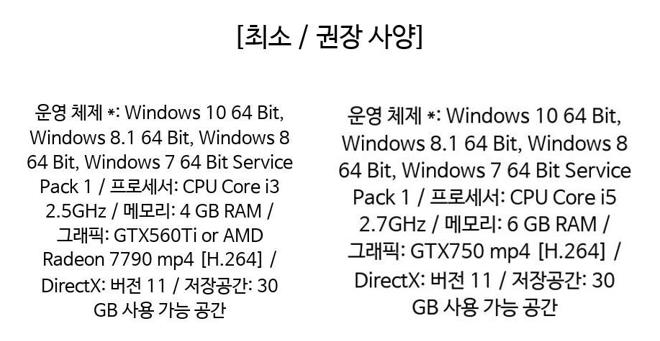 [최소 / 권장 사양]
운영 체제 *: Windows 10 64 Bit,
Windows 8.1 64 Bit, Windows 8
64 Bit, Windows 7 64 Bit Service
Pack 1 / 프로세서: CPU Core i3
2.5GHz / 메모리: 4 GB RAM /
그래픽: GTX560Ti or AMD
Radeon 7790 mp4 [H.264] /
DirectX: 버전 11 / 저장공간: 30
GB 사용 가능 공간
운영 체제 *: Windows 10 64 Bit,
Windows 8.1 64 Bit, Windows 8
64 Bit, Windows 7 64 Bit Service
Pack 1 / 프로세서: CPU Core i5
2.7GHz / 메모리: 6 GB RAM /
그래픽: GTX750 mp4 [H.264] /
DirectX: 버전 11 / 저장공간: 30
GB 사용 가능 공간